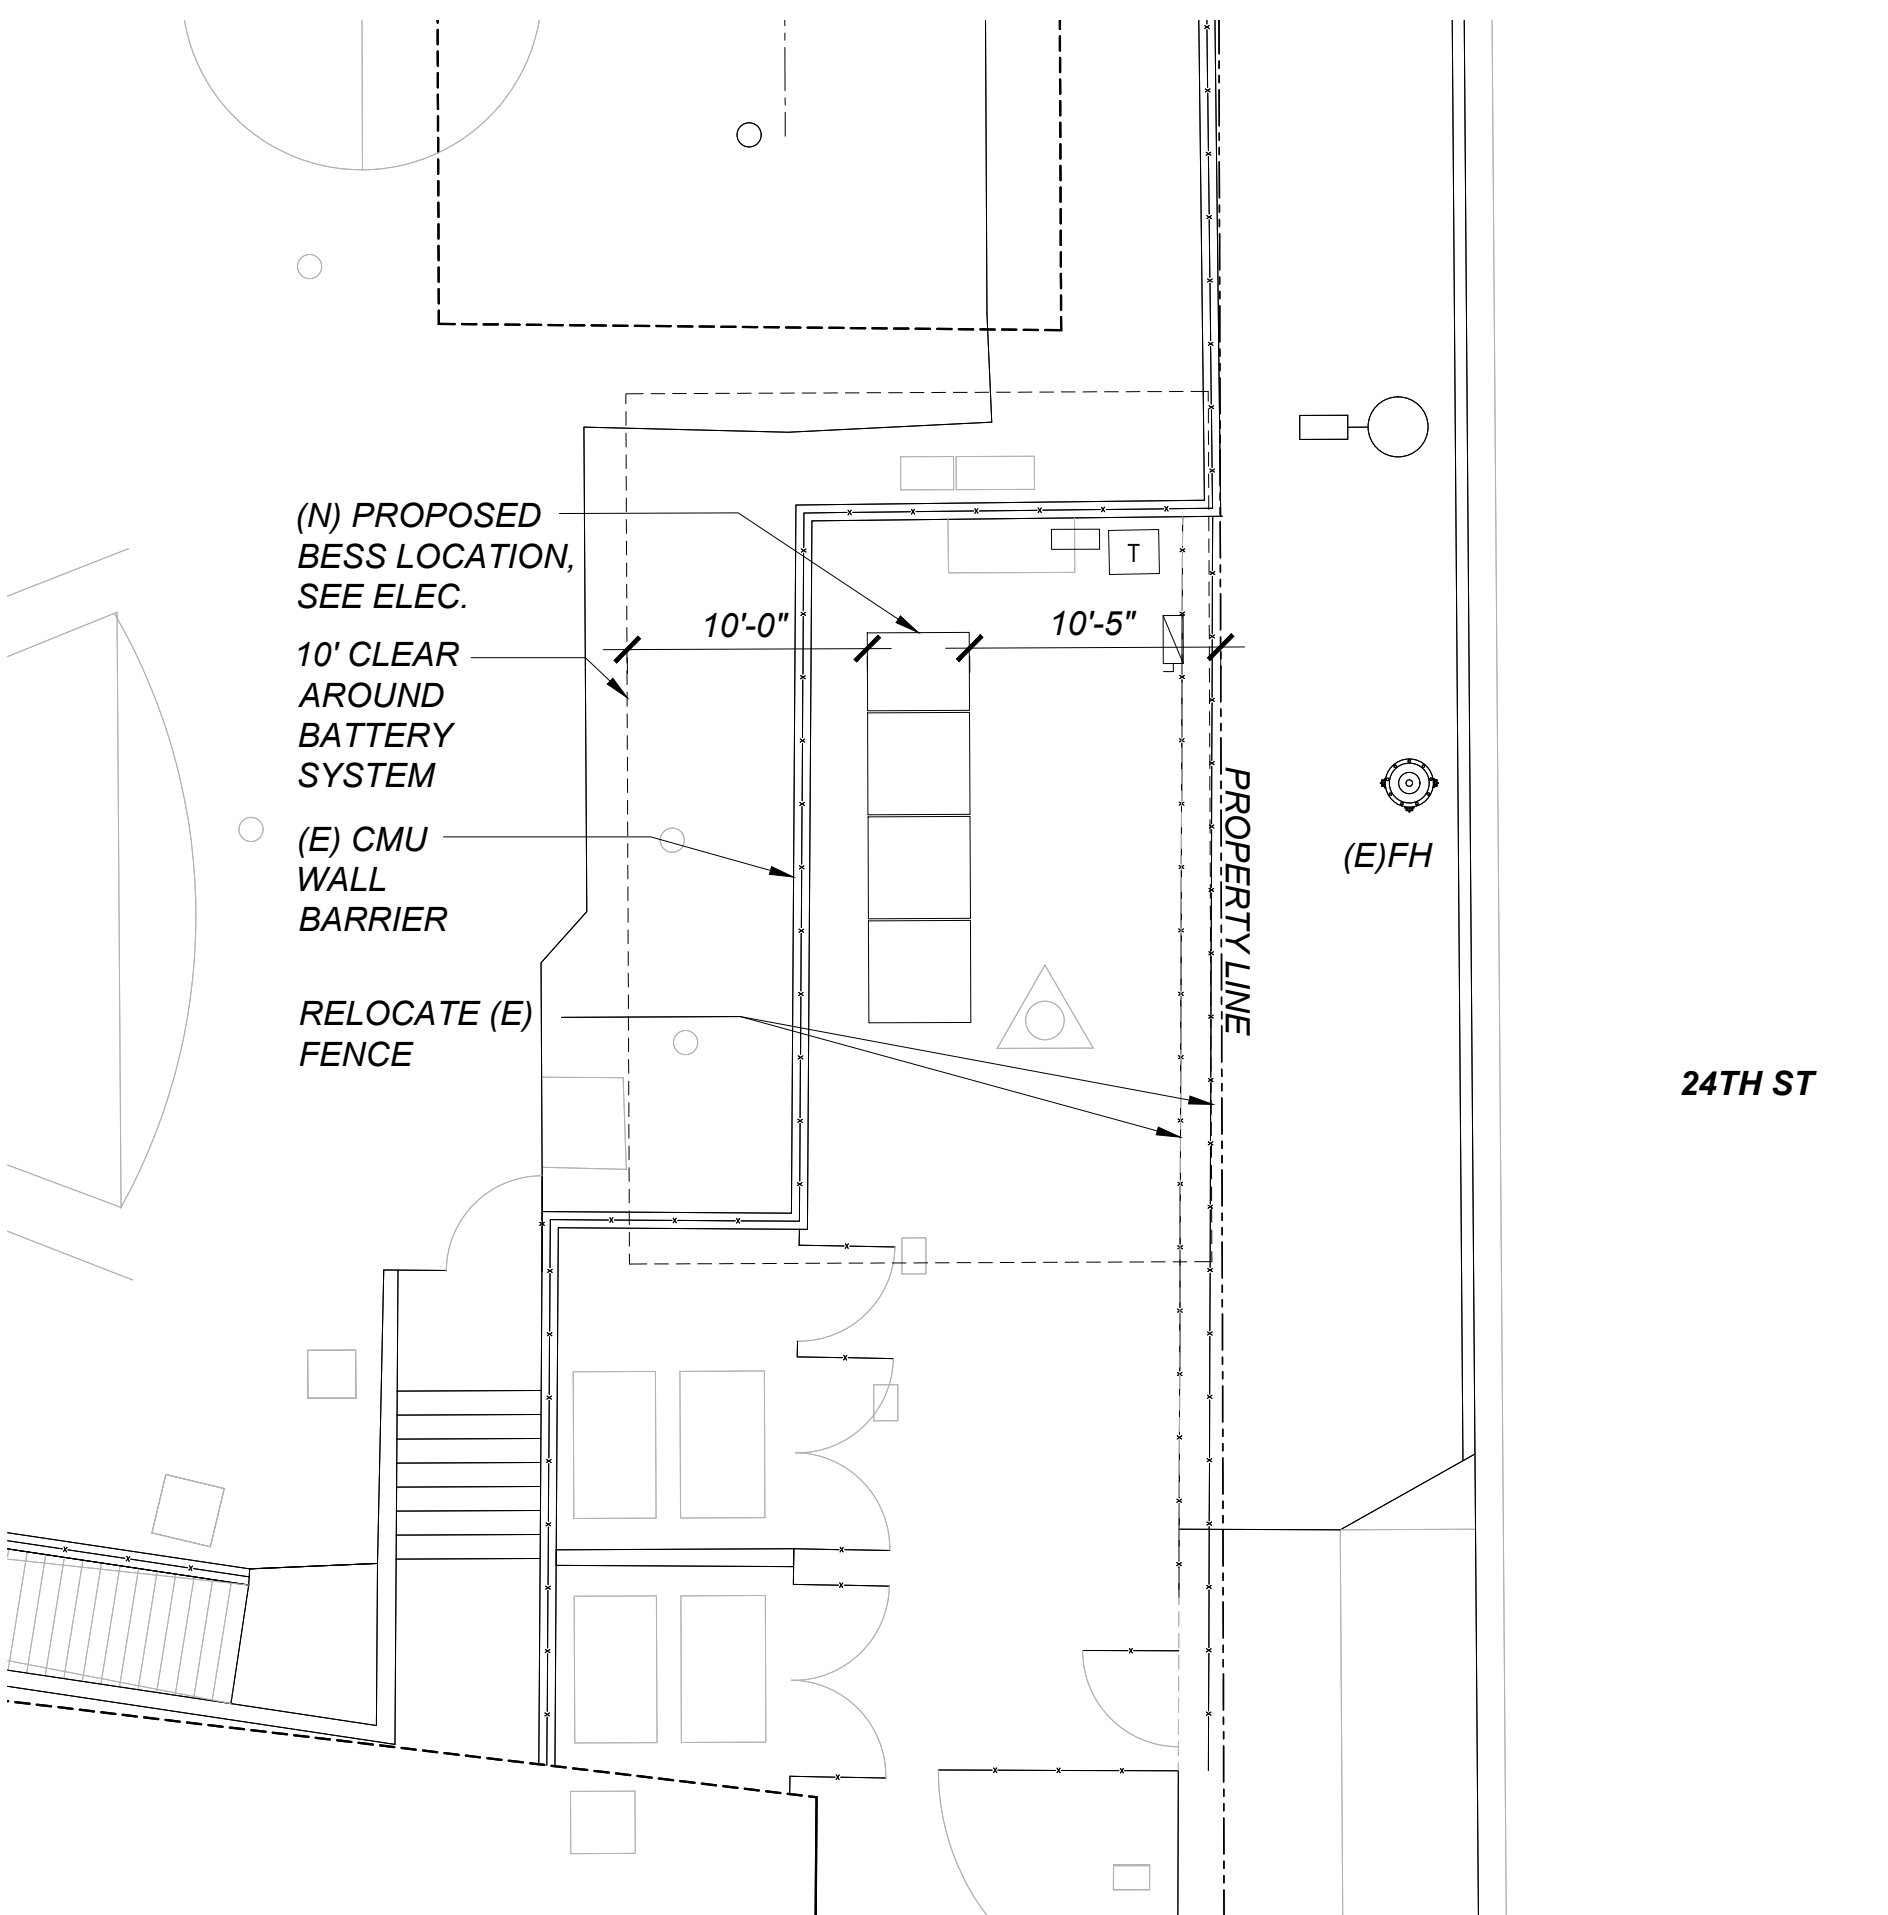 (N) PROPOSED
BESS LOCATION,
SEE ELEC.
T
10'-0"
10'-5"
10' CLEAR
AROUND
BATTERY
SYSTEM
(E) CMU
WALL
BARRIER
PROPERTY LINE
(E)FH
RELOCATE (E)
FENCE
24TH ST